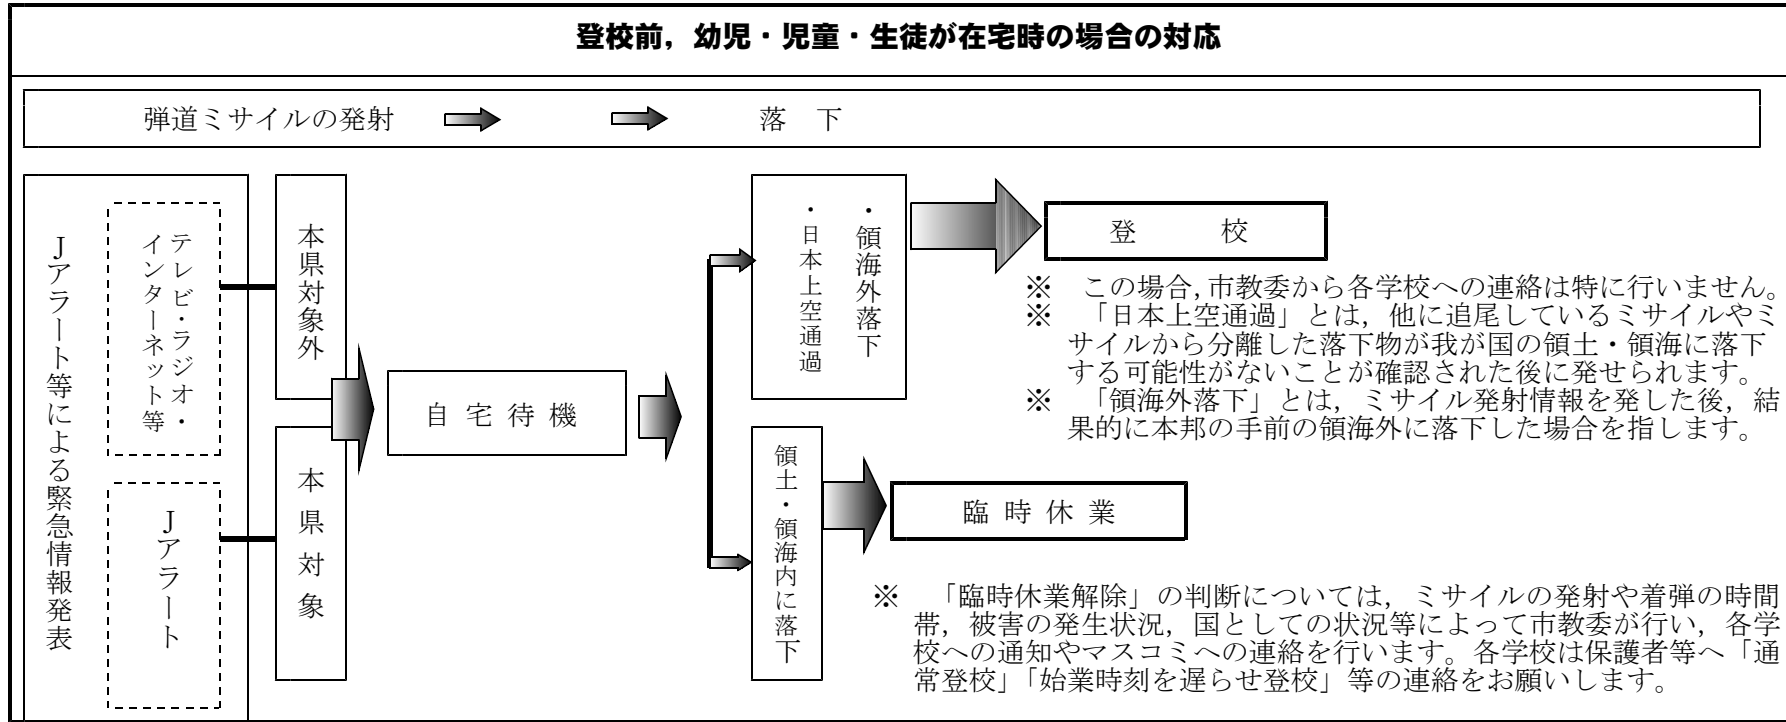 登校前，幼児・児童・生徒が在宅時の場合の対応
弾道ミサイルの発射 落　下
Ｊアラート等による緊急情報発表
テレビ・ラジオ・
インターネット等
Ｊアラート
本県対象外
本県対象
自宅待機
・領海外落下
・日本上空通過
領土・領海内に落下
登　　校
※　この場合，市教委から各学校への連絡は特に行いません。
※　「日本上空通過」とは，他に追尾しているミサイルやミ
サイルから分離した落下物が我が国の領土・領海に落下
する可能性がないことが確認された後に発せられます。
※　「領海外落下」とは，ミサイル発射情報を発した後，結
果的に本邦の手前の領海外に落下した場合を指します。
臨時休業
※　「臨時休業解除」の判断については，ミサイルの発射や着弾の時間
帯，被害の発生状況，国としての状況等によって市教委が行い，各学
校への通知やマスコミへの連絡を行います。各学校は保護者等へ「通
常登校」「始業時刻を遅らせ登校」等の連絡をお願いします。